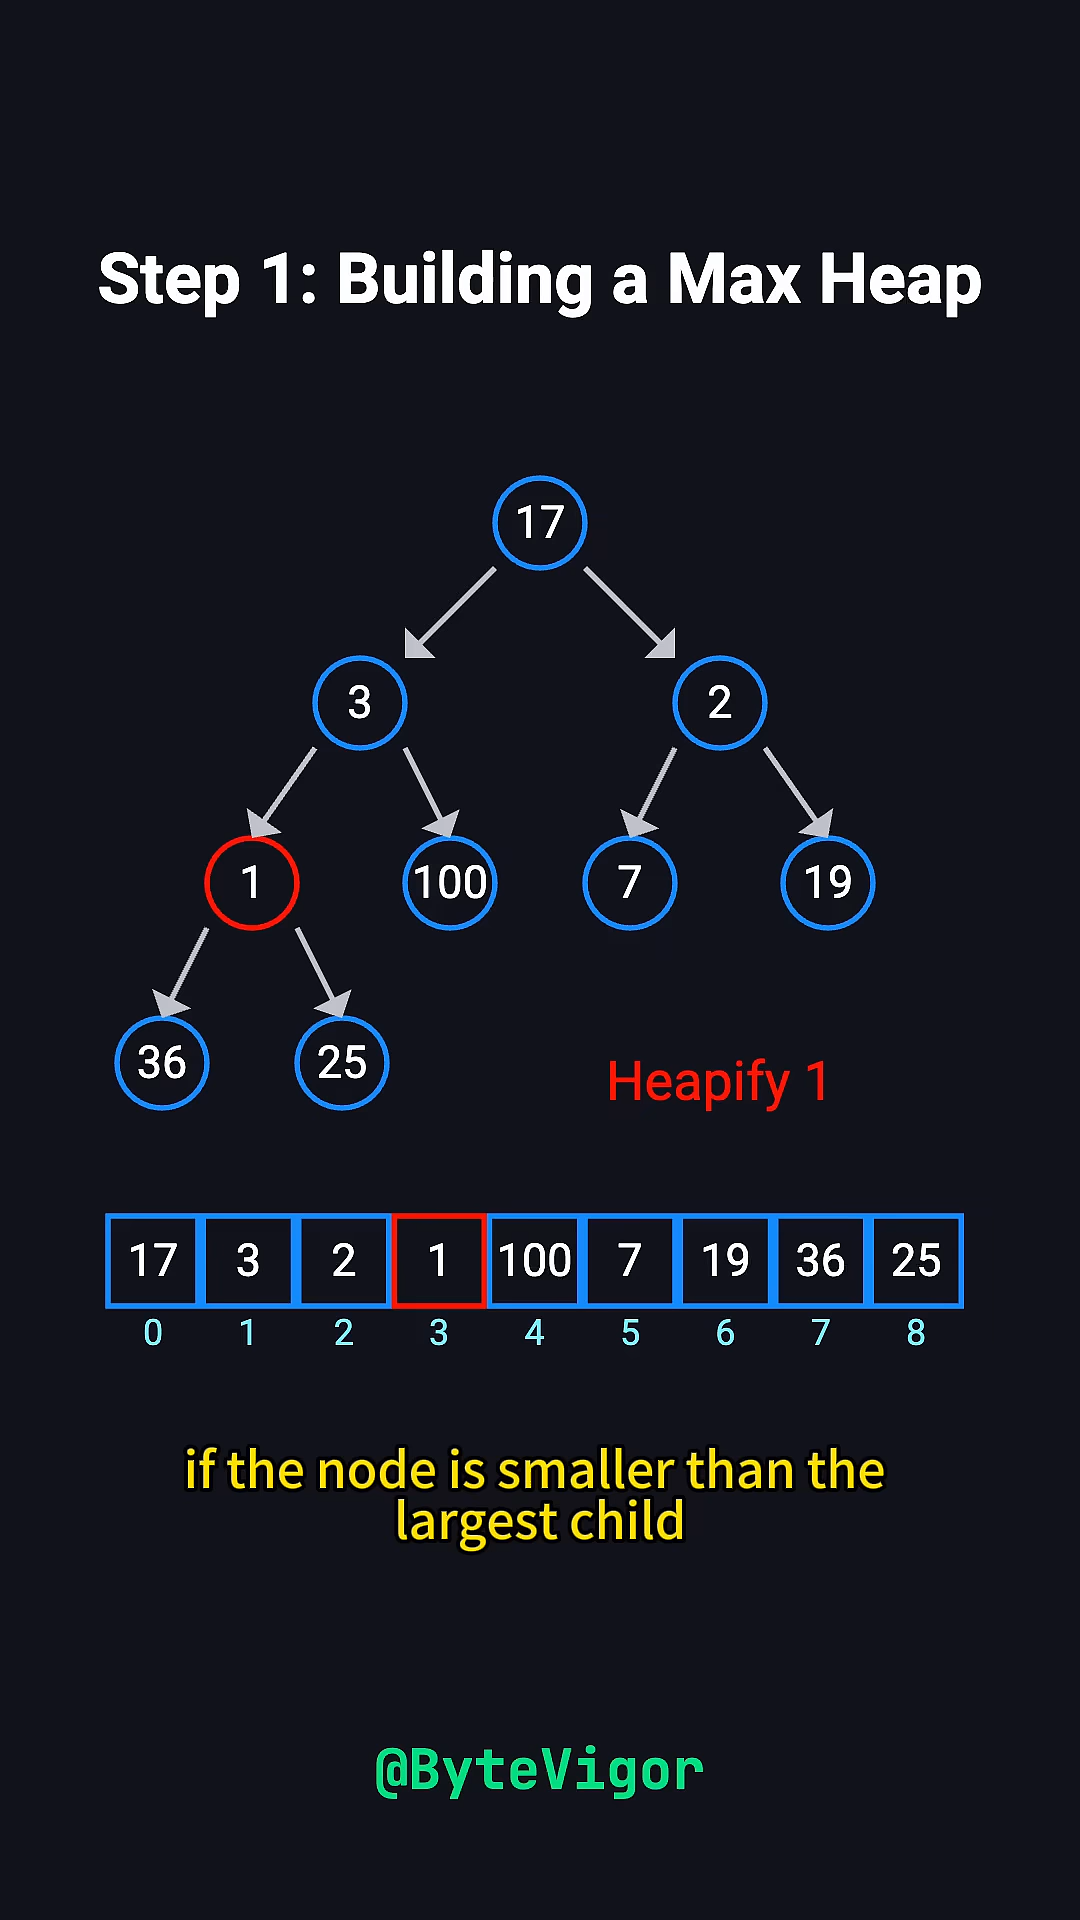 Step 1: Building a Max Heap
17
3 2
1 100 7 19
36 25
Heapify 1
17 3 2 1 100 7 19 36 25
0 1 2 3 4 5 6 7 8
if the node is smaller than the
largest child
@ByteVigor